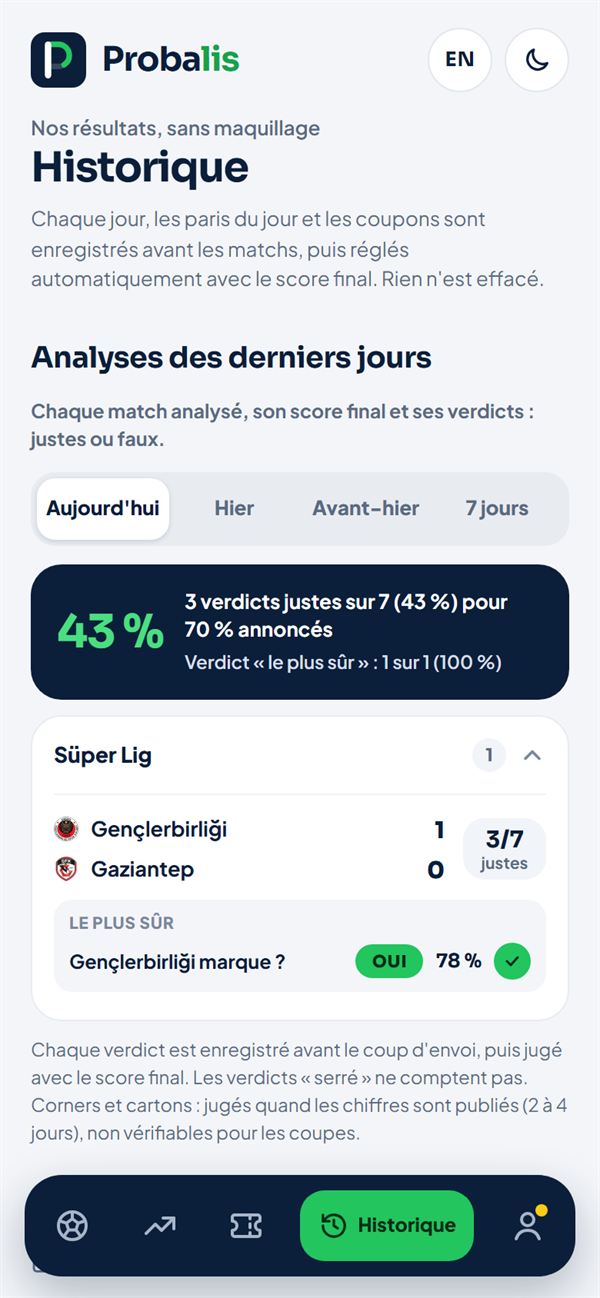 Probalis
EN
Nos résultats, sans maquillage
Historique
Chaque jour, les paris du jour et les coupons sont
enregistrés avant les matchs, puis réglés
automatiquement avec le score final. Rien n'est effacé.
Analyses des derniers jours
Chaque match analysé, son score final et ses verdicts :
justes ou faux.
Aujourd'hui Hier Avant-hier 7 jours
43 %
3 verdicts justes sur 7 (43 %) pour
70 % annoncés
Verdict « le plus sûr » : 1 sur 1 (100 %)
Süper Lig 1
Gençlerbirliği 1
Gaziantep 0
3/7
justes
LE PLUS SÛR
Gençlerbirliği marque ? OUI 78 %
Chaque verdict est enregistré avant le coup d'envoi, puis jugé
avec le score final. Les verdicts « serré » ne comptent pas.
Corners et cartons : jugés quand les chiffres sont publiés (2 à 4
jours), non vérifiables pour les coupes.
Historique